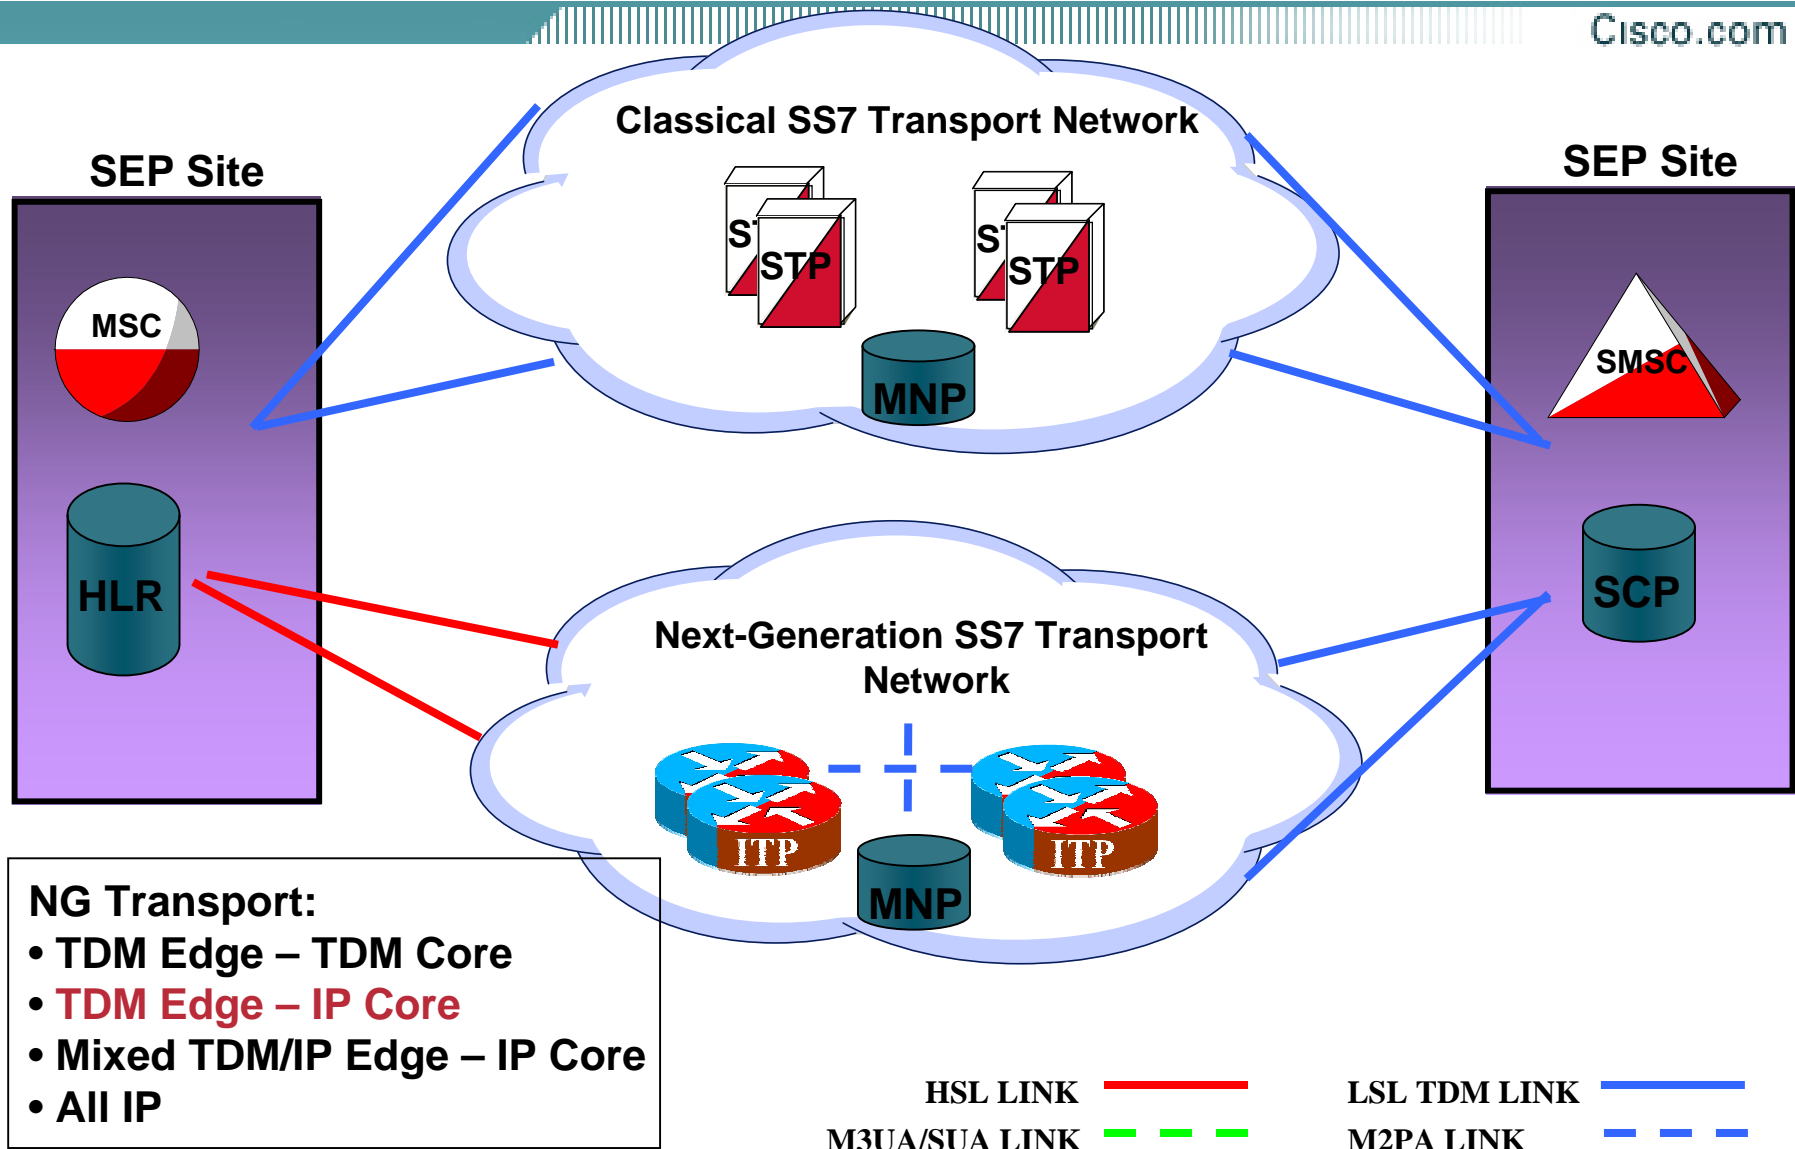 Cisco.com
Classical SS7 Transport Network
SEP Site
SEP Site
ST
STP
ST
STP
MSC
SMSC
MNP
HLR
SCP
Next-Generation SS7 Transport
Network
ITP
ITP
MNP
NG Transport:
• TDM Edge – TDM Core
• TDM Edge – IP Core
• Mixed TDM/IP Edge – IP Core
• All IP
HSL LINK
LSL TDM LINK
M3UA/SUA LINK
M2PA LINK